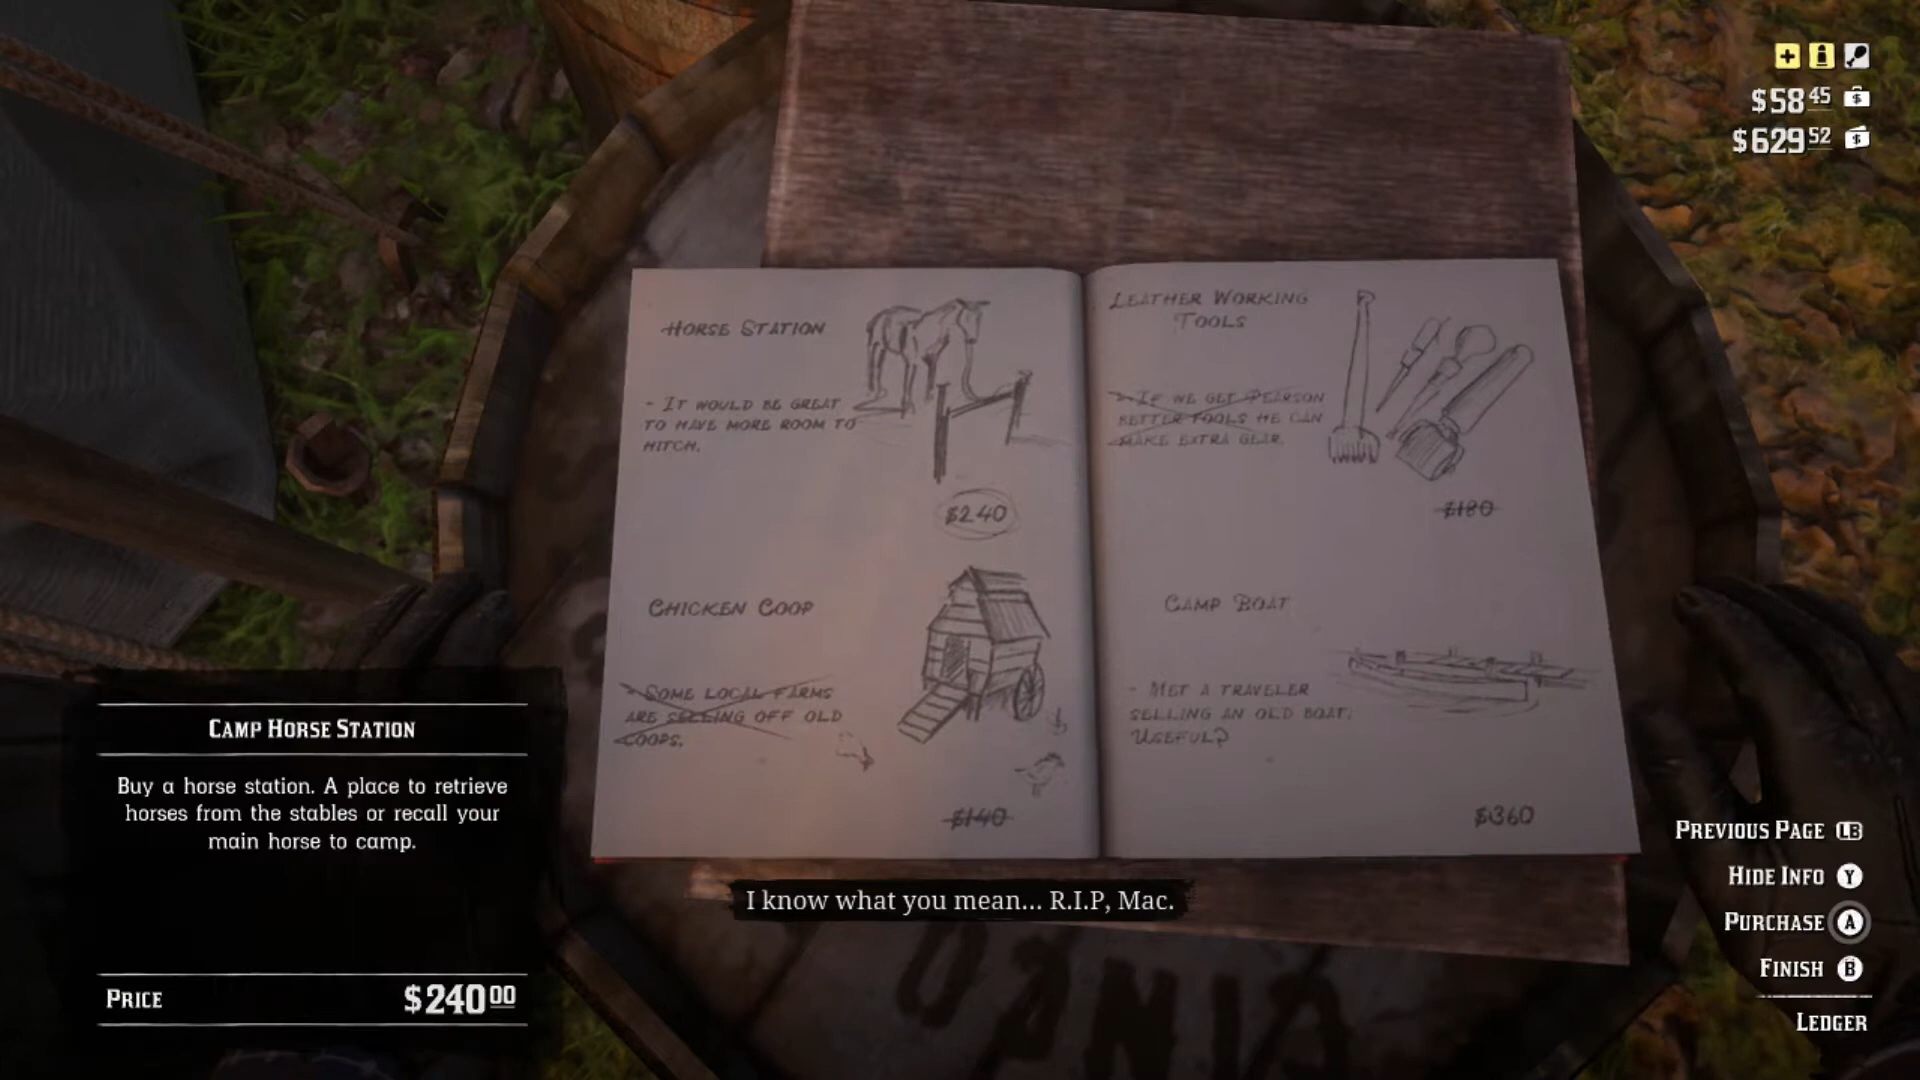 $58 45
$629 52
Horse Station
- It would be great
to have more room to
hitch.
$240
Chicken Coop
- Some local farms
are selling off old
coops.
$140
Leather Working
Tools
- If we get Pearson
better tools he can
make extra gear.
$180
Camp Boat
- Met a traveler
selling an old boat.
Useful?
$360
Camp Horse Station
Buy a horse station. A place to retrieve
horses from the stables or recall your
main horse to camp.
Price $240 00
I know what you mean... R.I.P, Mac.
Previous Page LB
Hide Info Y
Purchase A
Finish B
Ledger